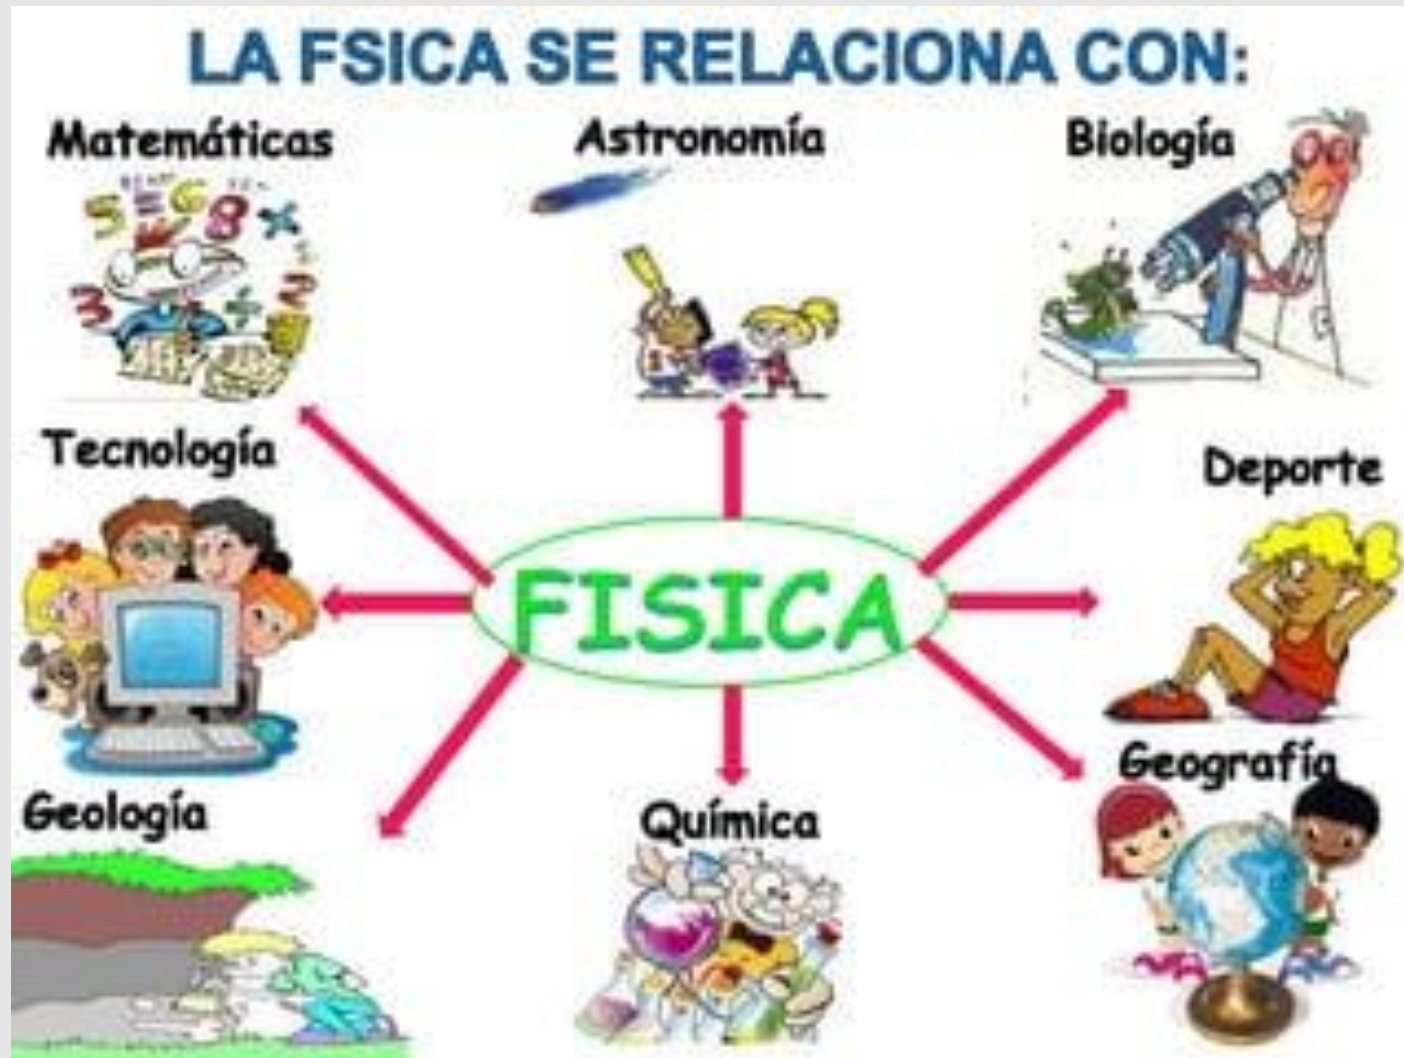 LA FSICA SE RELACIONA CON:
Matemáticas
Astronomía
Biología
Tecnología
Deporte
FISICA
Geografía
Geología
Química